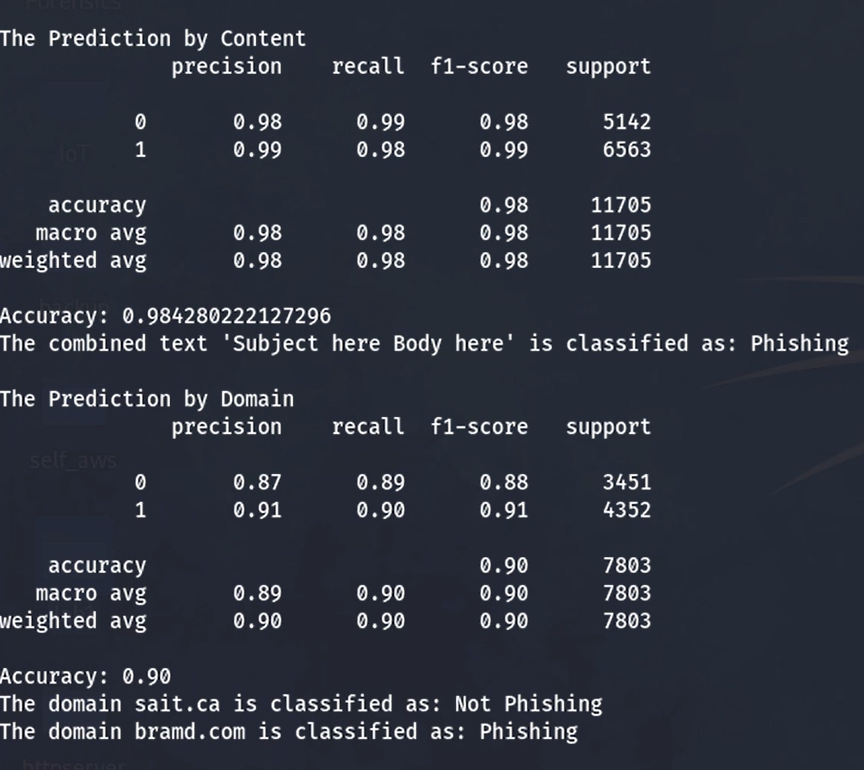 Forensics
The Prediction by Content
precision recall f1-score support
0 0.98 0.99 0.98 5142
1 0.99 0.98 0.99 6563
IoT
accuracy 0.98 11705
macro avg 0.98 0.98 0.98 11705
weighted avg 0.98 0.98 0.98 11705
Accuracy: 0.984280222127296
The combined text 'Subject here Body here' is classified as: Phishing
The Prediction by Domain
precision recall f1-score support
self_aws
0 0.87 0.89 0.88 3451
1 0.91 0.90 0.91 4352
accuracy 0.90 7803
macro avg 0.89 0.90 0.90 7803
weighted avg 0.90 0.90 0.90 7803
Accuracy: 0.90
The domain sait.ca is classified as: Not Phishing
The domain bramd.com is classified as: Phishing
httpserver